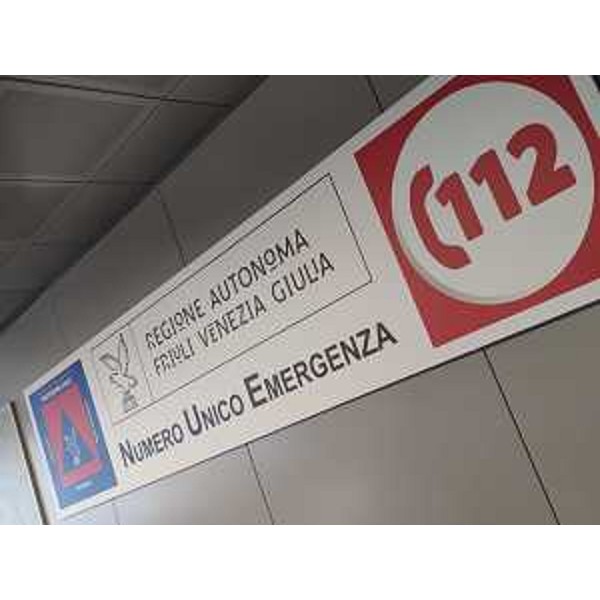 REGIONE AUTONOMA
FRIULI VENEZIA GIULIA
NUMERO UNICO EMERGENZA
112